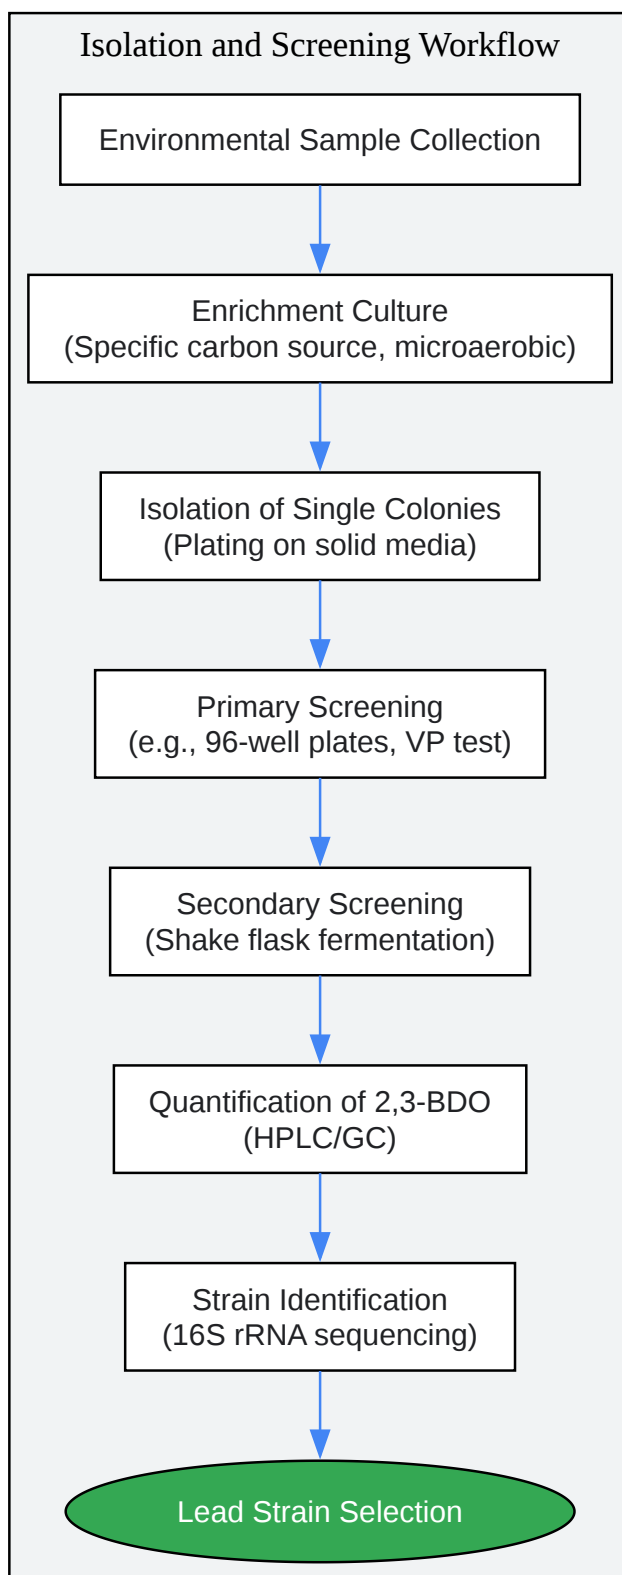 Isolation and Screening Workflow
Environmental Sample Collection
Enrichment Culture
(Specific carbon source, microaerobic)
Isolation of Single Colonies
(Plating on solid media)
Primary Screening
(e.g., 96-well plates, VP test)
Secondary Screening
(Shake flask fermentation)
Quantification of 2,3-BDO
(HPLC/GC)
Strain Identification
(16S rRNA sequencing)
Lead Strain Selection